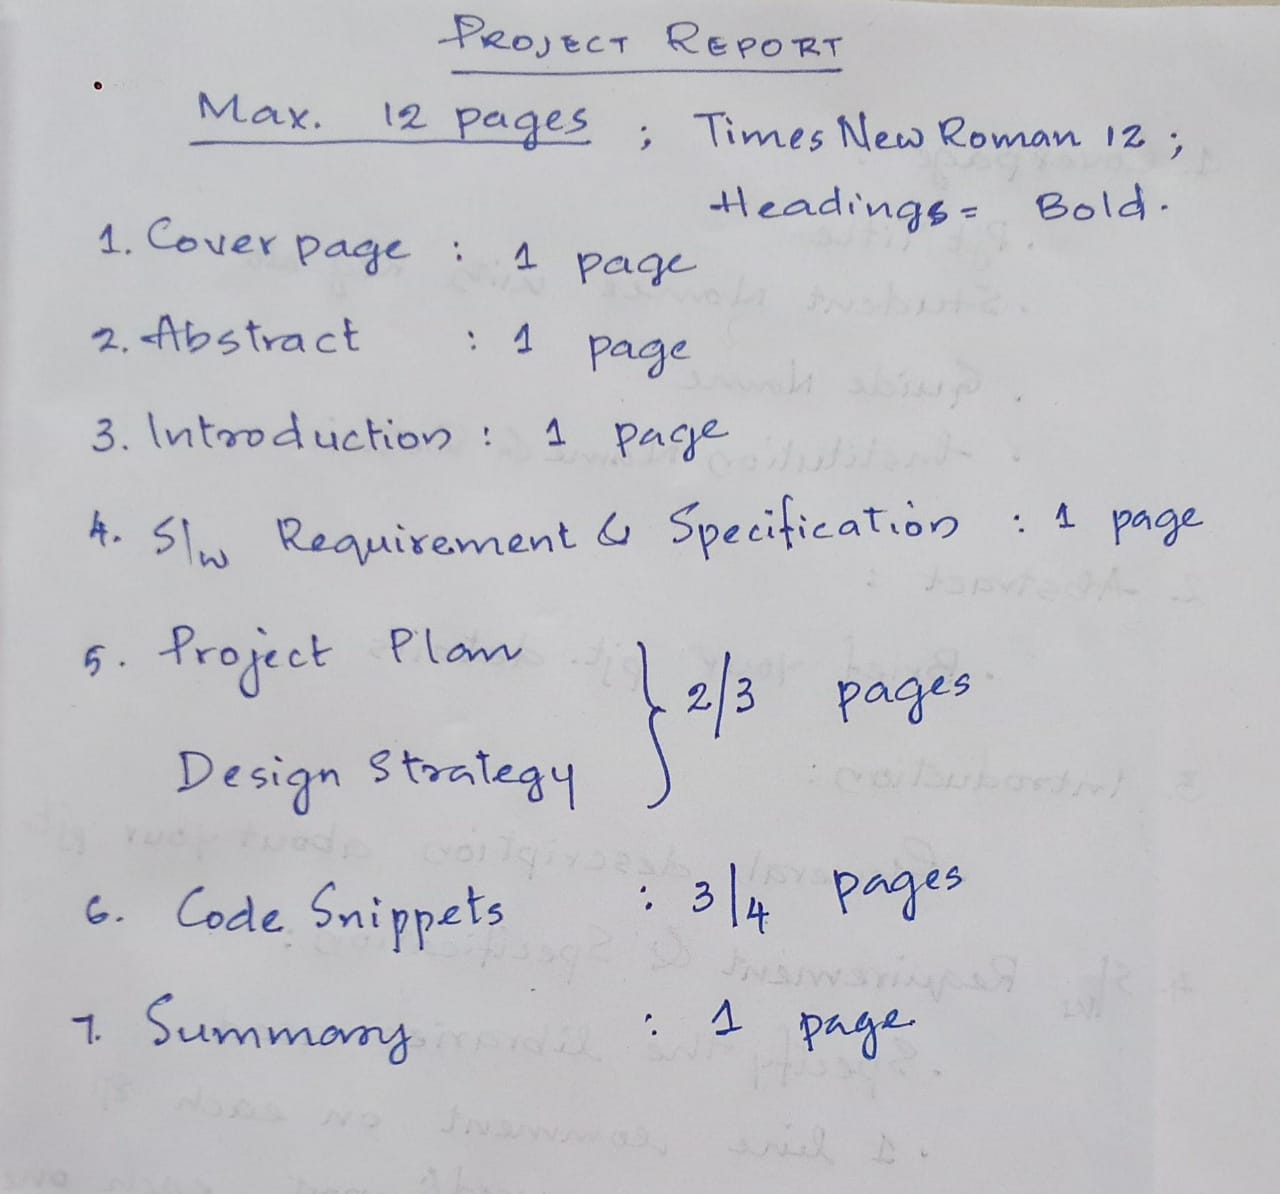 PROJECT REPORT
Max. 12 pages ; Times New Roman 12 ;
Headings = Bold.
1. Cover page : 1 page
2. Abstract : 1 page
3. Introduction : 1 page
4. S/w Requirement & Specification : 1 page
5. Project Plan
Design Strategy } 2/3 pages
6. Code Snippets : 3/4 pages
7. Summary : 1 page